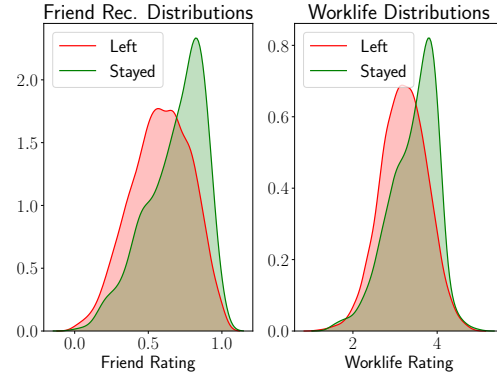 Friend Rec. Distributions
Left
Stayed
2.0
1.5
1.0
0.5
0.0
0.0 0.5 1.0
Friend Rating
Worklife Distributions
Left
Stayed
0.8
0.6
0.4
0.2
0.0
2 4
Worklife Rating